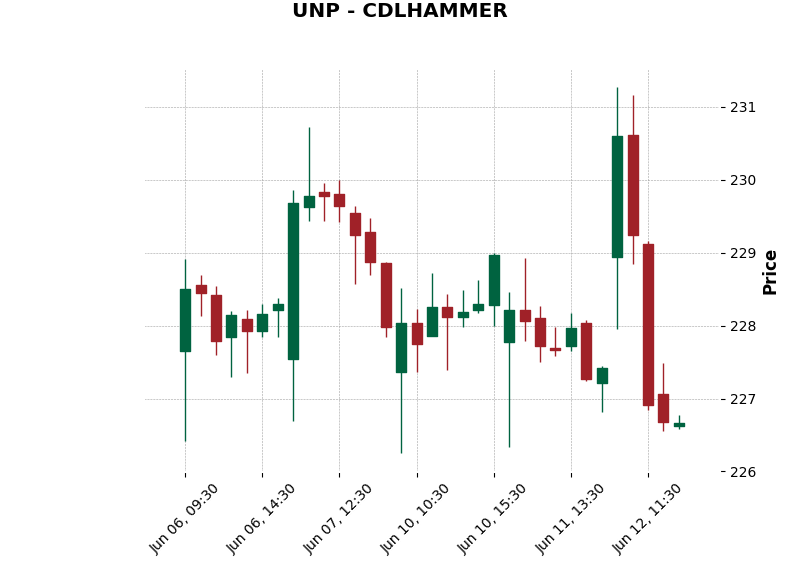 UNP - CDLHAMMER
231
230
229
228
227
226
Price
Jun 06, 09:30
Jun 06, 14:30
Jun 07, 12:30
Jun 10, 10:30
Jun 10, 15:30
Jun 11, 13:30
Jun 12, 11:30